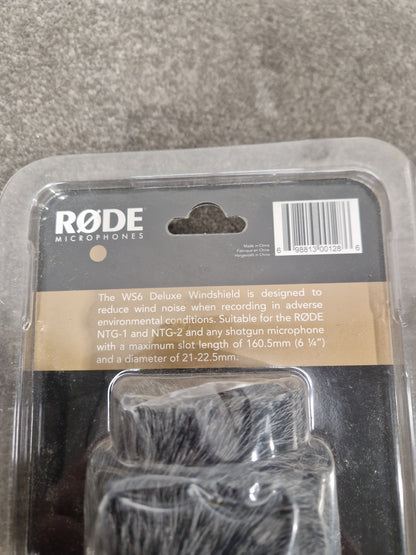 RØDE
MICROPHONES
Made in China
Fabriqué en Chine
Hergestellt in China
6 98813 00128 6
The WS6 Deluxe Windshield is designed to
reduce wind noise when recording in adverse
environmental conditions. Suitable for the RØDE
NTG-1 and NTG-2 and any shotgun microphone
with a maximum slot length of 160.5mm (6 ¼")
and a diameter of 21-22.5mm.